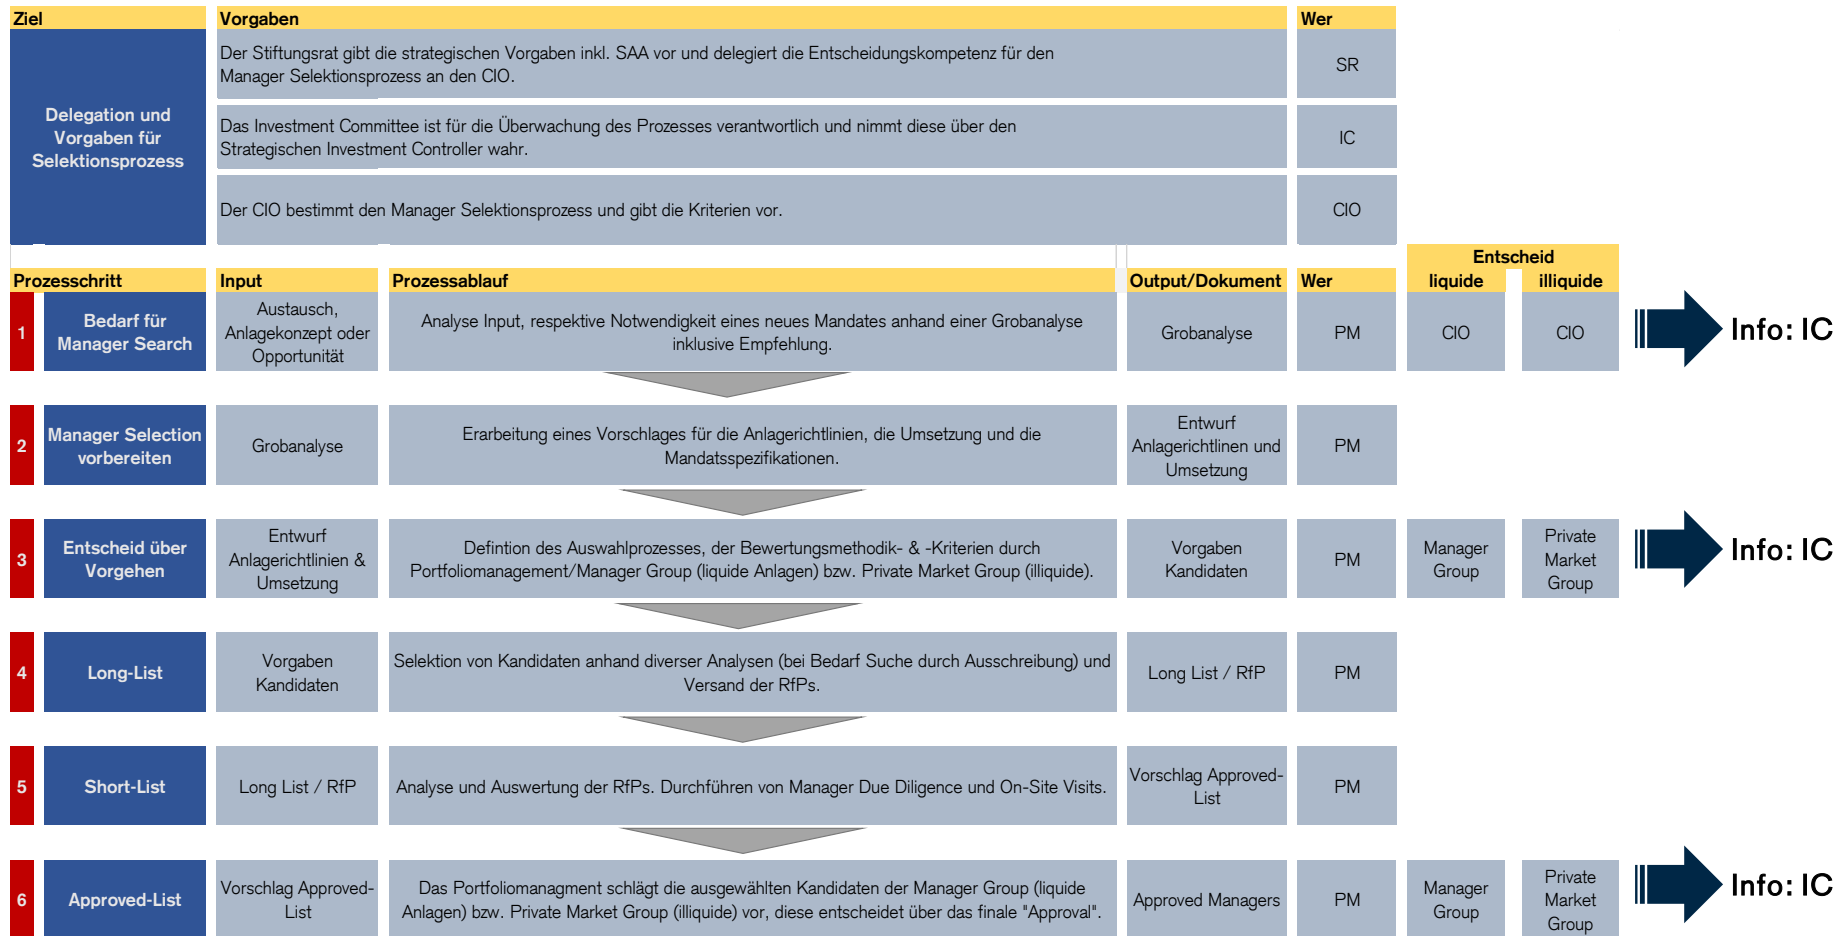 Ziel
Vorgaben
Wer
Delegation und
Vorgaben für
Selektionsprozess
Der Stiftungsrat gibt die strategischen Vorgaben inkl. SAA vor und delegiert die Entscheidungskompetenz für den
Manager Selektionsprozess an den CIO.
SR
Das Investment Committee ist für die Überwachung des Prozesses verantwortlich und nimmt diese über den
Strategischen Investment Controller wahr.
IC
Der CIO bestimmt den Manager Selektionsprozess und gibt die Kriterien vor.
CIO
Entscheid
Prozesschritt
Input
Prozessablauf
Output/Dokument
Wer
liquide
illiquide
1
Bedarf für
Manager Search
Austausch,
Anlagekonzept oder
Opportunität
Analyse Input, respektive Notwendigkeit eines neues Mandates anhand einer Grobanalyse
inklusive Empfehlung.
Grobanalyse
PM
CIO
CIO
Info: IC
2
Manager Selection
vorbereiten
Grobanalyse
Erarbeitung eines Vorschlages für die Anlagerichtlinien, die Umsetzung und die
Mandatsspezifikationen.
Entwurf
Anlagerichtlinen und
Umsetzung
PM
3
Entscheid über
Vorgehen
Entwurf
Anlagerichtlinien &
Umsetzung
Defintion des Auswahlprozesses, der Bewertungsmethodik- & -Kriterien durch
Portfoliomanagement/Manager Group (liquide Anlagen) bzw. Private Market Group (illiquide).
Vorgaben
Kandidaten
PM
Manager
Group
Private
Market
Group
Info: IC
4
Long-List
Vorgaben
Kandidaten
Selektion von Kandidaten anhand diverser Analysen (bei Bedarf Suche durch Ausschreibung) und
Versand der RfPs.
Long List / RfP
PM
5
Short-List
Long List / RfP
Analyse und Auswertung der RfPs. Durchführen von Manager Due Diligence und On-Site Visits.
Vorschlag Approved-
List
PM
6
Approved-List
Vorschlag Approved-
List
Das Portfoliomanagment schlägt die ausgewählten Kandidaten der Manager Group (liquide
Anlagen) bzw. Private Market Group (illiquide) vor, diese entscheidet über das finale "Approval".
Approved Managers
PM
Manager
Group
Private
Market
Group
Info: IC